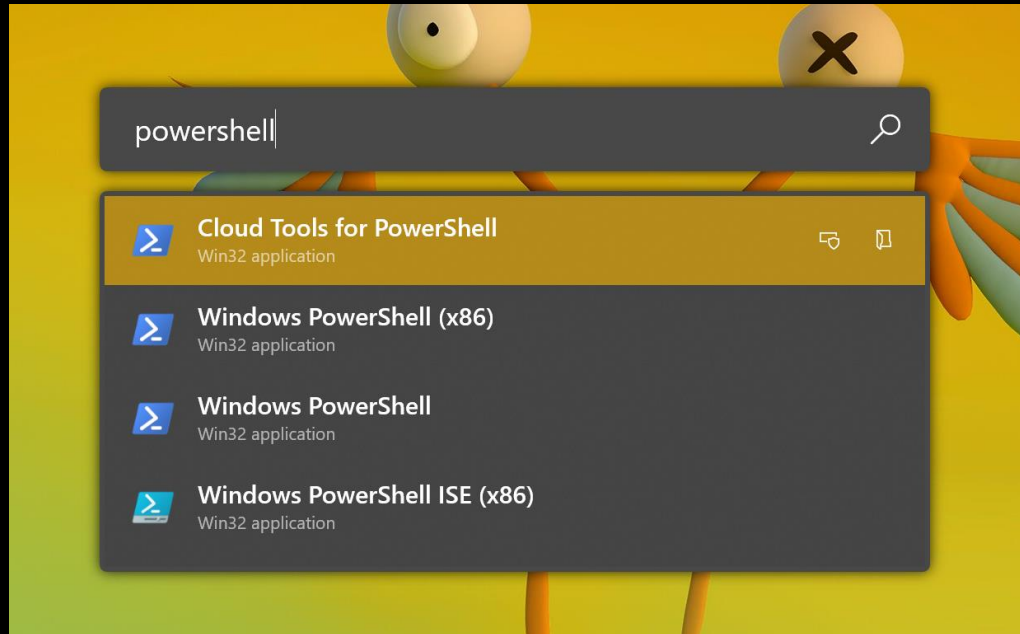 powershell
Cloud Tools for PowerShell
Win32 application
Windows PowerShell (x86)
Win32 application
Windows PowerShell
Win32 application
Windows PowerShell ISE (x86)
Win32 application